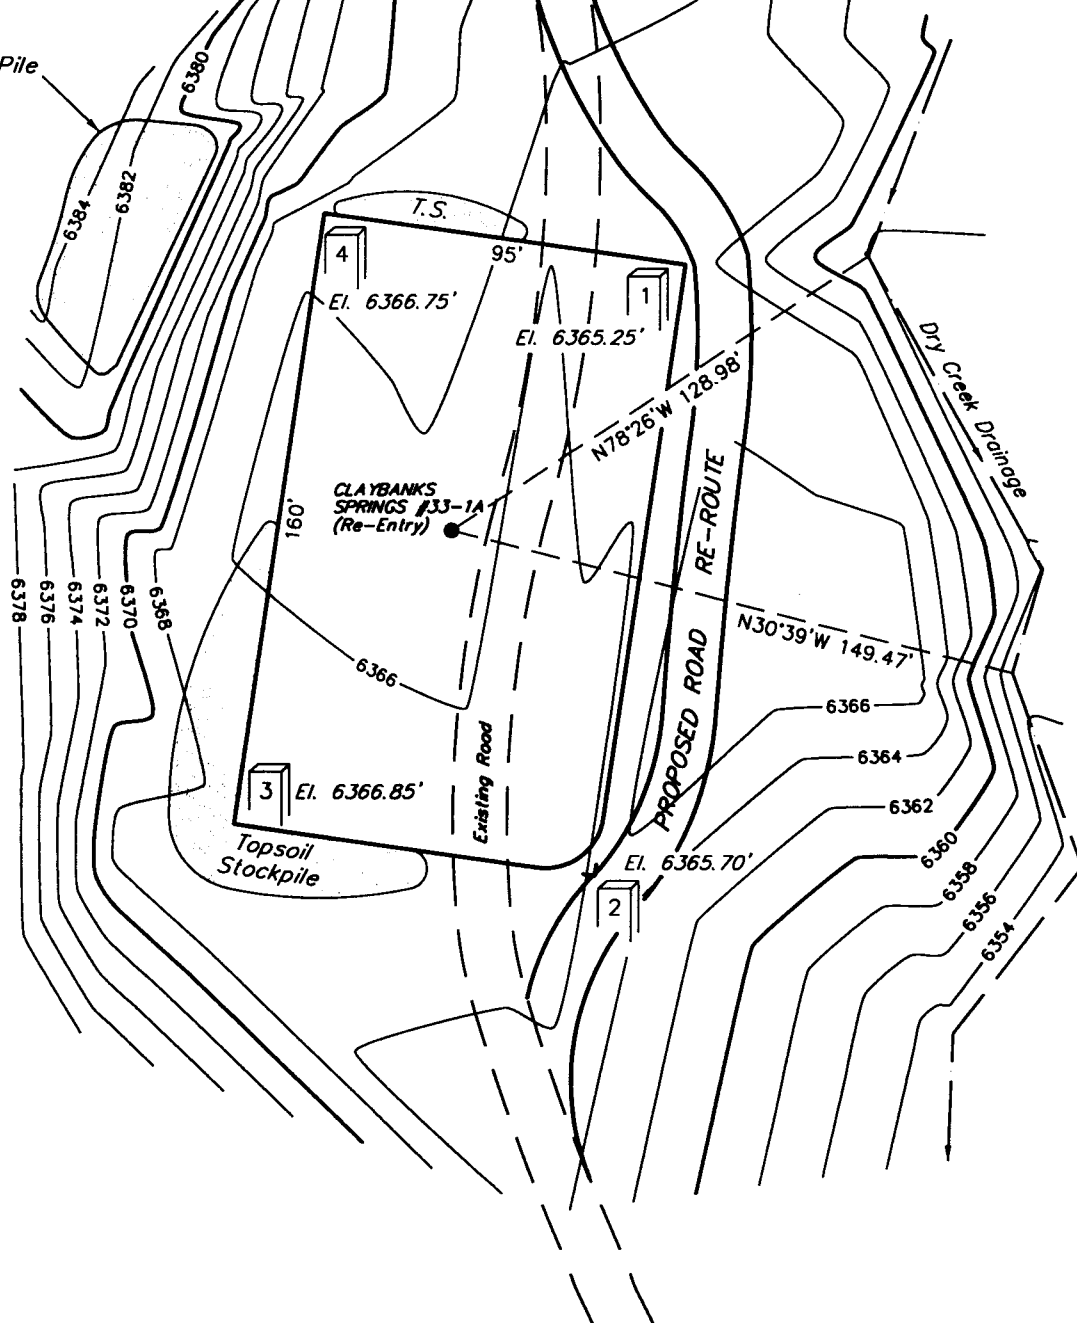 Pile
6380
6384
6382
T.S.
4
95'
El. 6366.75'
1
El. 6365.25'
N78°26'W 128.98'
Dry Creek Drainage
CLAYBANKS
SPRINGS #33-1A
(Re-Entry)
160'
PROPOSED ROAD RE-ROUTE
N30°39'W 149.47'
6378
6376
6374
6372
6370
6368
6366
6366
6364
6362
6360
6358
6356
6354
Existing Road
3
El. 6366.85'
Topsoil
Stockpile
El. 6365.70'
2